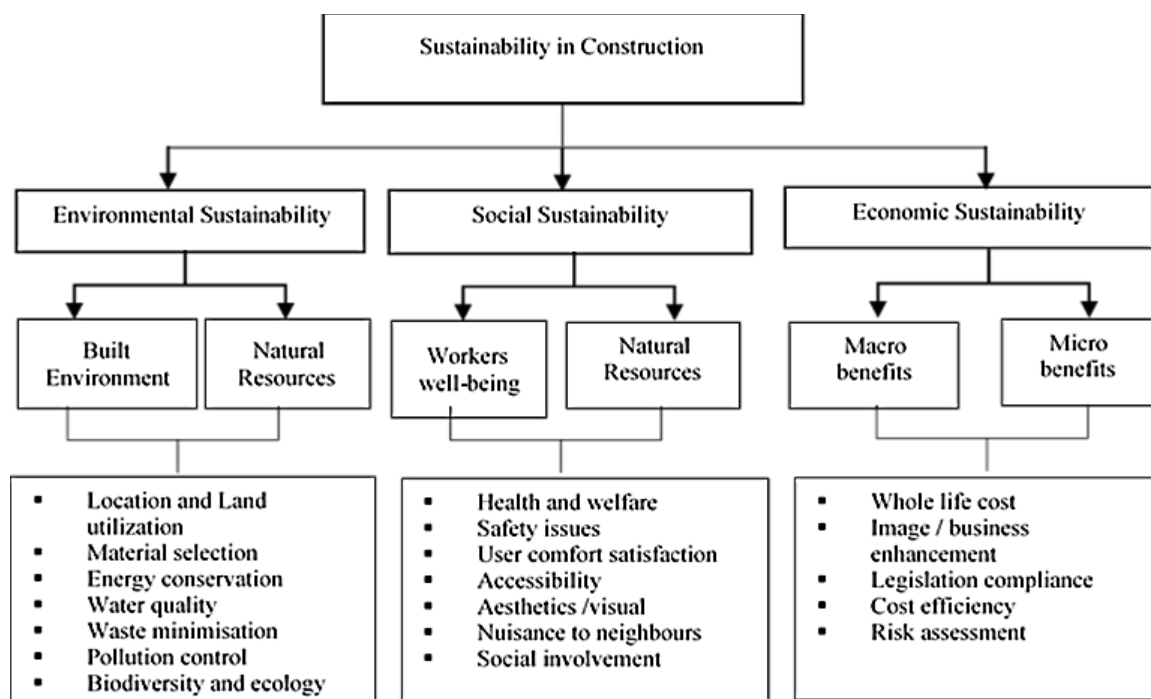 Sustainability in Construction
Environmental Sustainability
Social Sustainability
Economic Sustainability
Built
Environment
Natural
Resources
Workers
well-being
Natural
Resources
Macro
benefits
Micro
benefits
▪ Location and Land
utilization
▪ Material selection
▪ Energy conservation
▪ Water quality
▪ Waste minimisation
▪ Pollution control
▪ Biodiversity and ecology
▪ Health and welfare
▪ Safety issues
▪ User comfort satisfaction
▪ Accessibility
▪ Aesthetics /visual
▪ Nuisance to neighbours
▪ Social involvement
▪ Whole life cost
▪ Image / business
enhancement
▪ Legislation compliance
▪ Cost efficiency
▪ Risk assessment